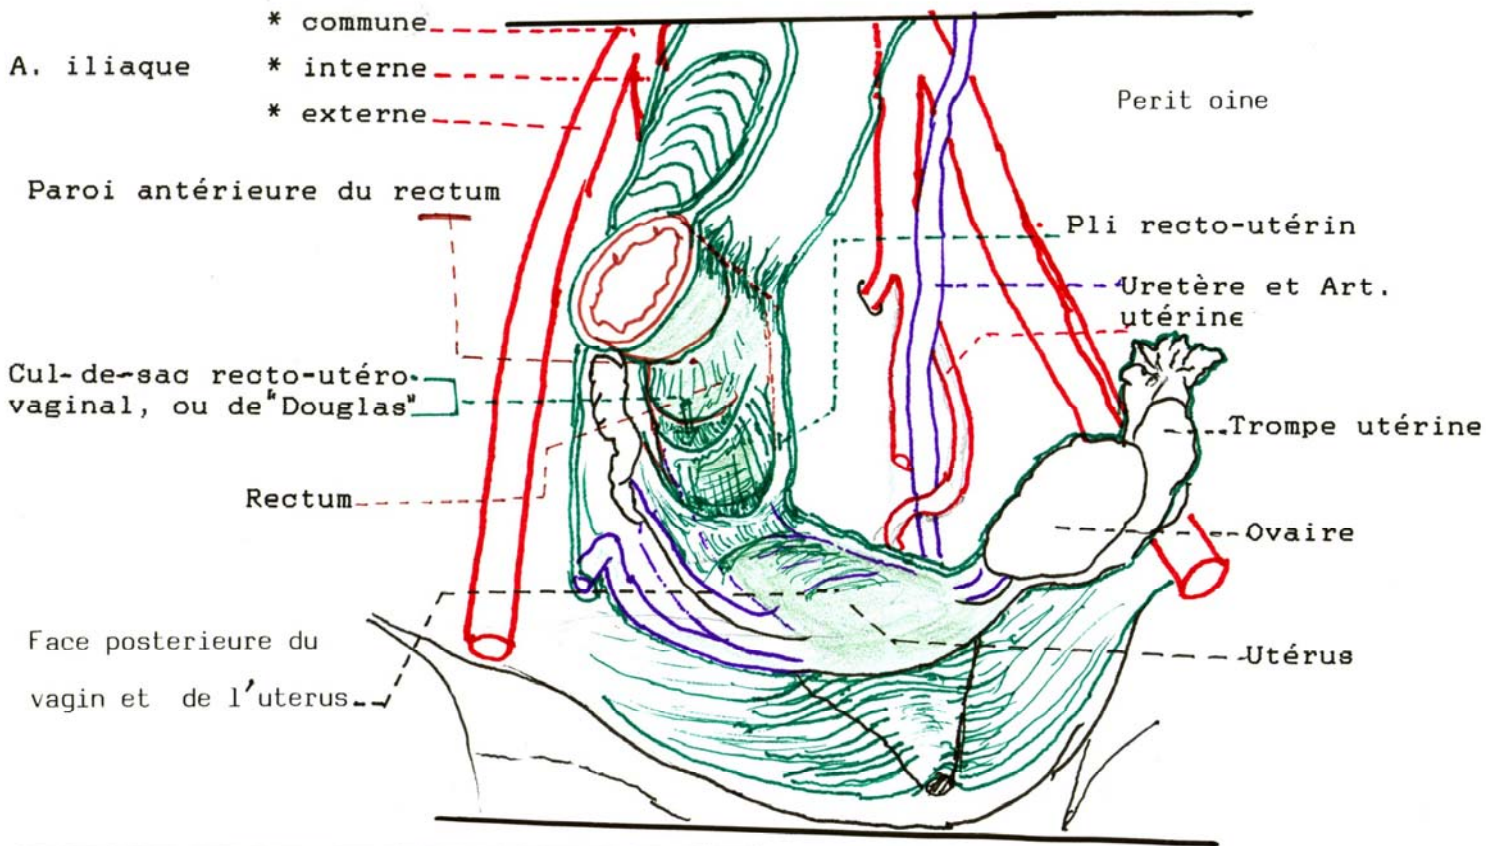 A. iliaque
* commune
* interne
* externe
Perit oine
Paroi antérieure du rectum
Pli recto-utérin
Uretère et Art.
utérine
Cul-de-sac recto-utéro
vaginal, ou de "Douglas"
Trompe utérine
Rectum
Ovaire
Face posterieure du
vagin et de l'uterus
Utérus